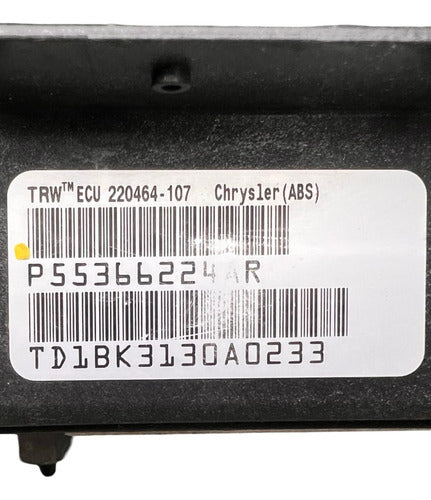 TRW™ ECU 220464-107 Chrysler(ABS)
P55366224AR
TD1BK3130A0233